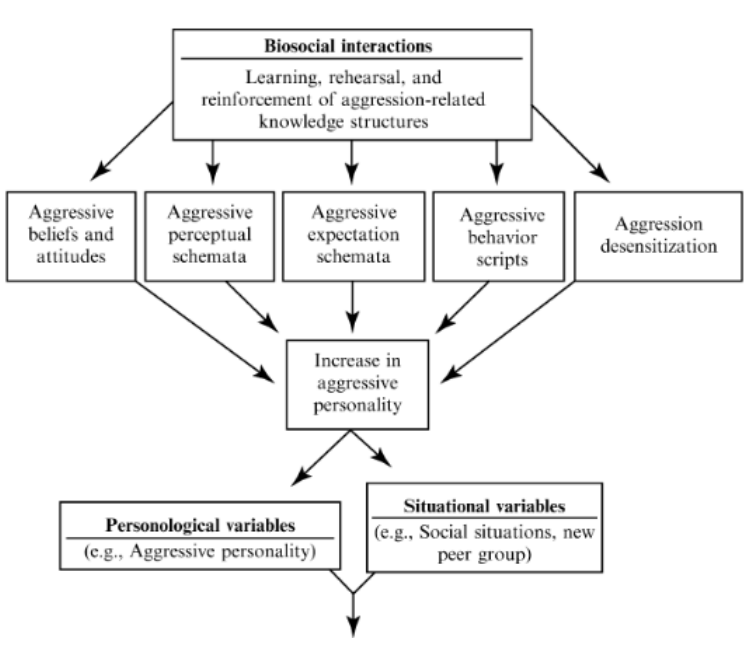 Biosocial interactions
Learning, rehearsal, and
reinforcement of aggression-related
knowledge structures
Aggressive
beliefs and
attitudes
Aggressive
perceptual
schemata
Aggressive
expectation
schemata
Aggressive
behavior
scripts
Aggression
desensitization
Increase in
aggressive
personality
Personological variables
(e.g., Aggressive personality)
Situational variables
(e.g., Social situations, new
peer group)